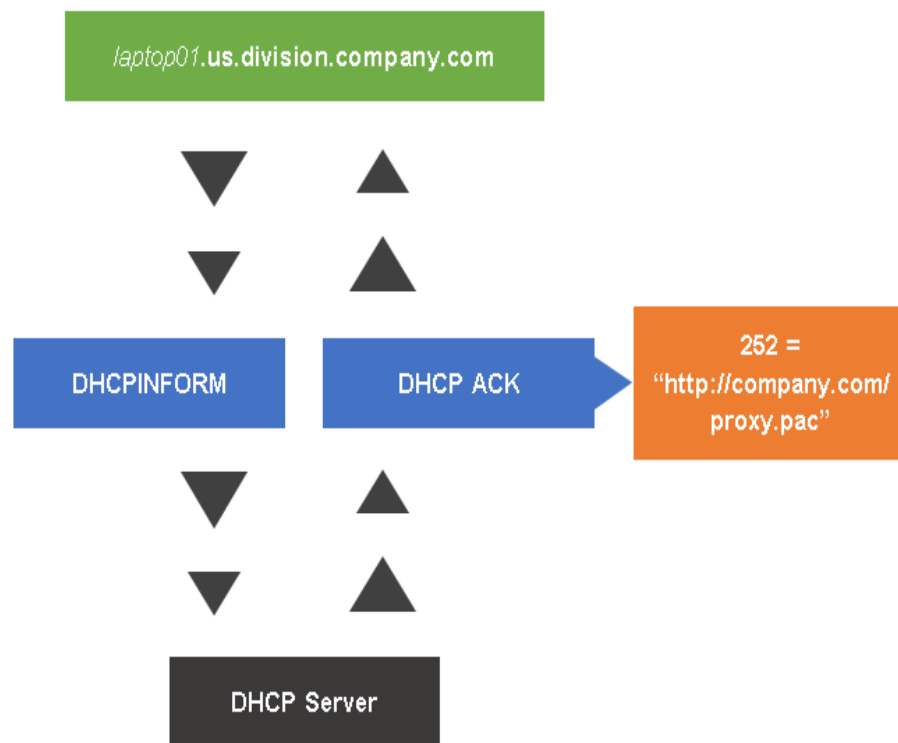 laptop01.us.division.company.com
DHCPINFORM
DHCP ACK
252 =
“http://company.com/
proxy.pac”
DHCP Server